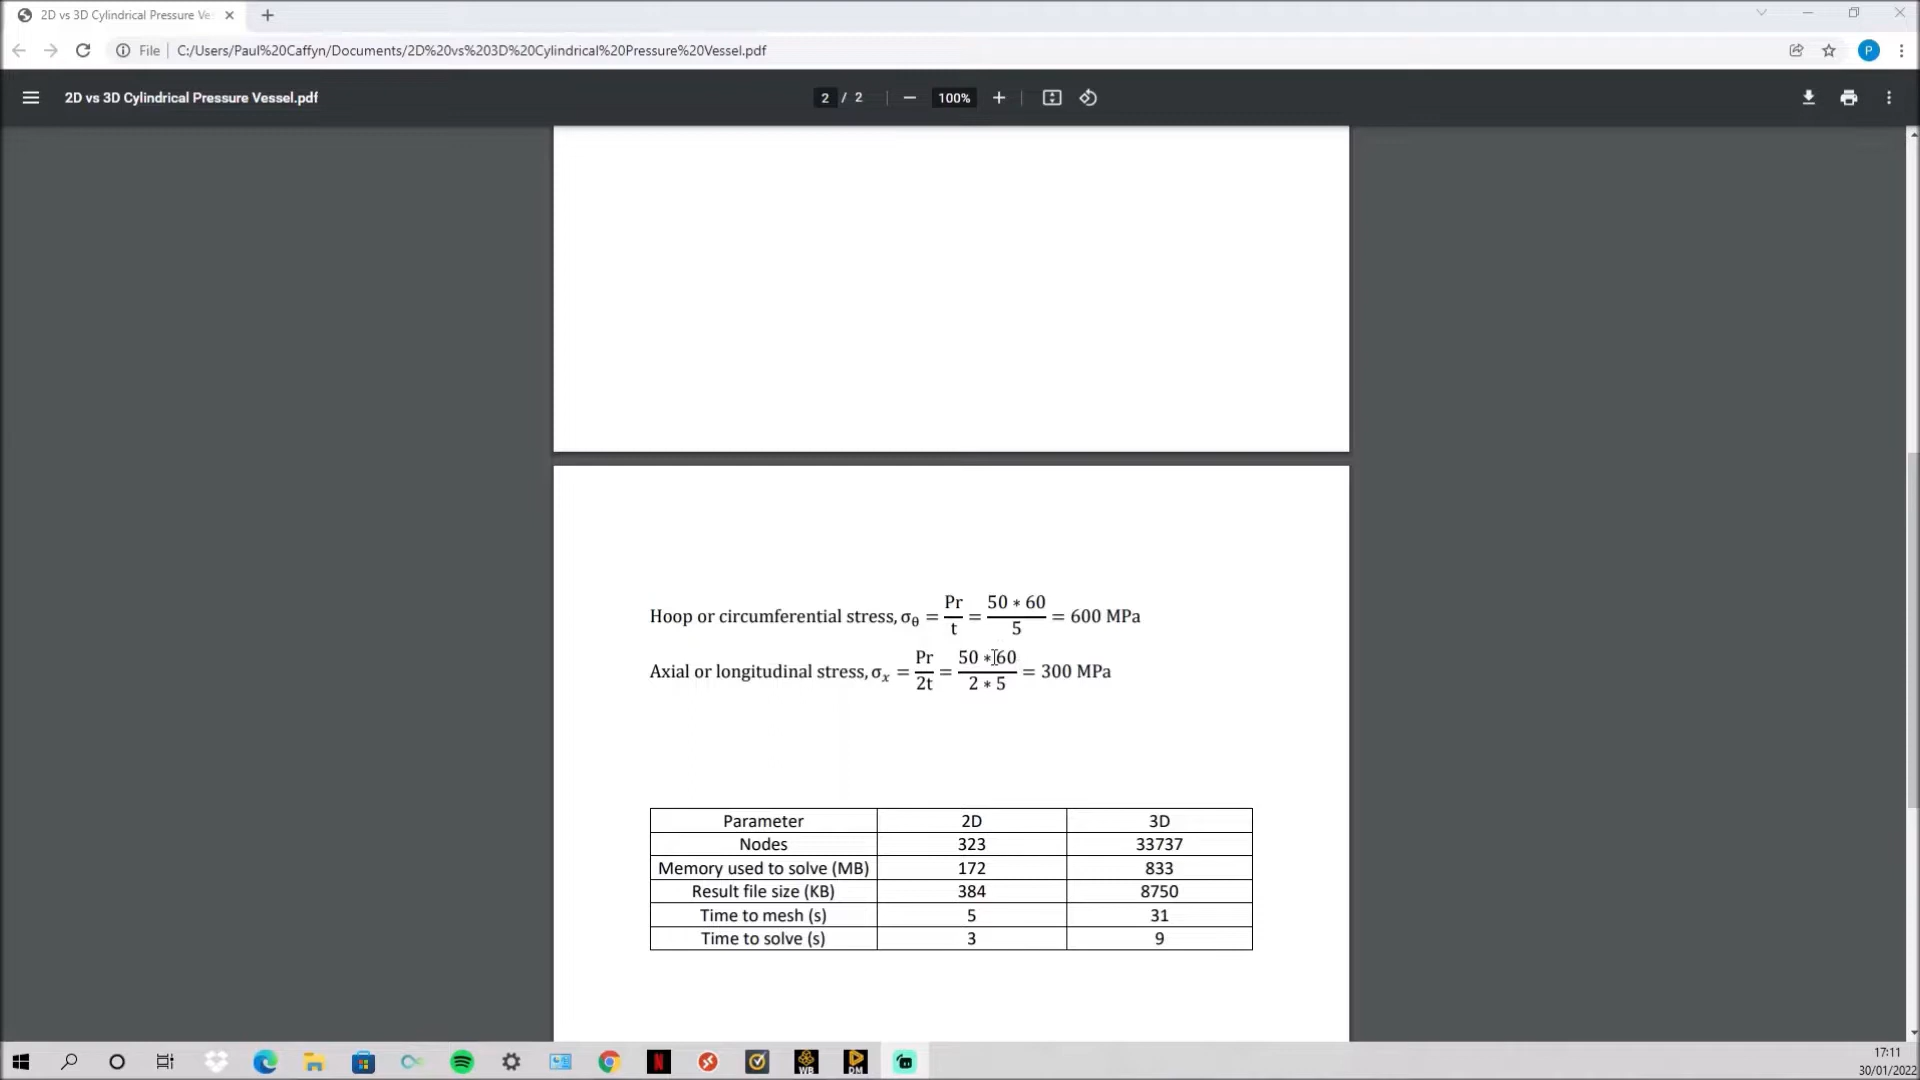 2D vs 3D Cylindrical Pressure Ve
File
C:/Users/Paul%20Caffyn/Documents/2D%20vs%203D%20Cylindrical%20Pressure%20Vessel.pdf
P
2D vs 3D Cylindrical Pressure Vessel.pdf
2 / 2
100%
Hoop or circumferential stress, σθ = Pr/t = 50 * 60/5 = 600 MPa
Axial or longitudinal stress, σx = Pr/2t = 50 * 60/2 * 5 = 300 MPa
Parameter 2D 3D
Nodes 323 33737
Memory used to solve (MB) 172 833
Result file size (KB) 384 8750
Time to mesh (s) 5 31
Time to solve (s) 3 9
N
WB
DM
17:11
30/01/2022